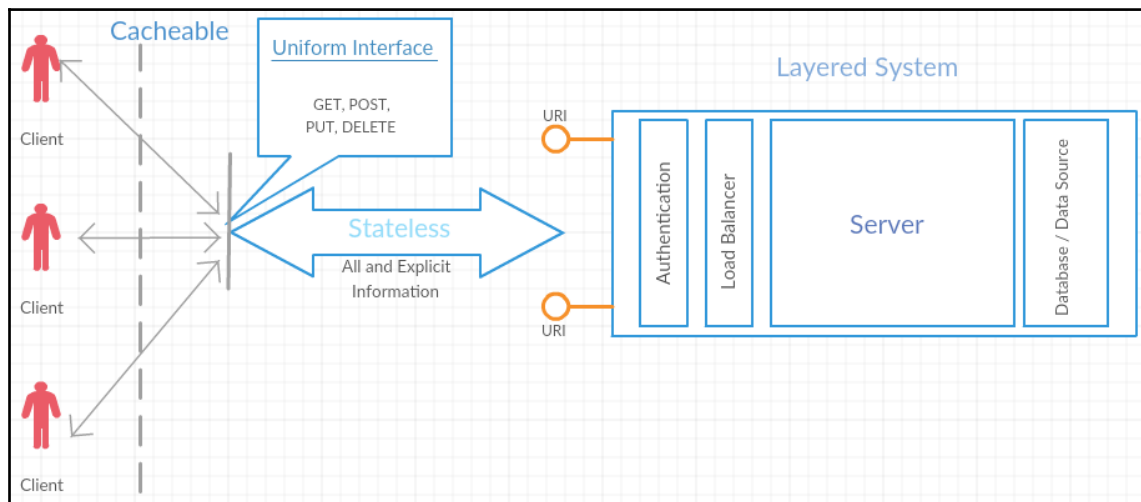 Cacheable
Uniform Interface
GET, POST,
PUT, DELETE
Client
Client
Client
Stateless
All and Explicit
Information
Layered System
URI
URI
Authentication
Load Balancer
Server
Database / Data Source